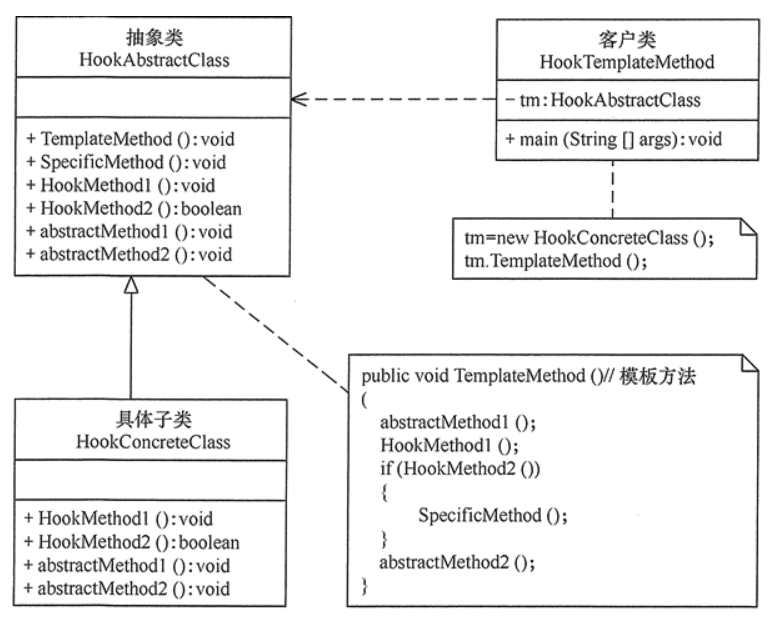 抽象类
HookAbstractClass
+ TemplateMethod ():void
+ SpecificMethod ():void
+ HookMethod1 ():void
+ HookMethod2 ():boolean
+ abstractMethod1 ():void
+ abstractMethod2 ():void
客户类
HookTemplateMethod
- tm:HookAbstractClass
+ main (String [] args):void
tm=new HookConcreteClass ();
tm.TemplateMethod ();
具体子类
HookConcreteClass
+ HookMethod1 ():void
+ HookMethod2 ():boolean
+ abstractMethod1 ():void
+ abstractMethod2 ():void
public void TemplateMethod ()// 模板方法
(
abstractMethod1 ();
HookMethod1 ();
if (HookMethod2 ())
{
SpecificMethod ();
}
abstractMethod2 ();
}